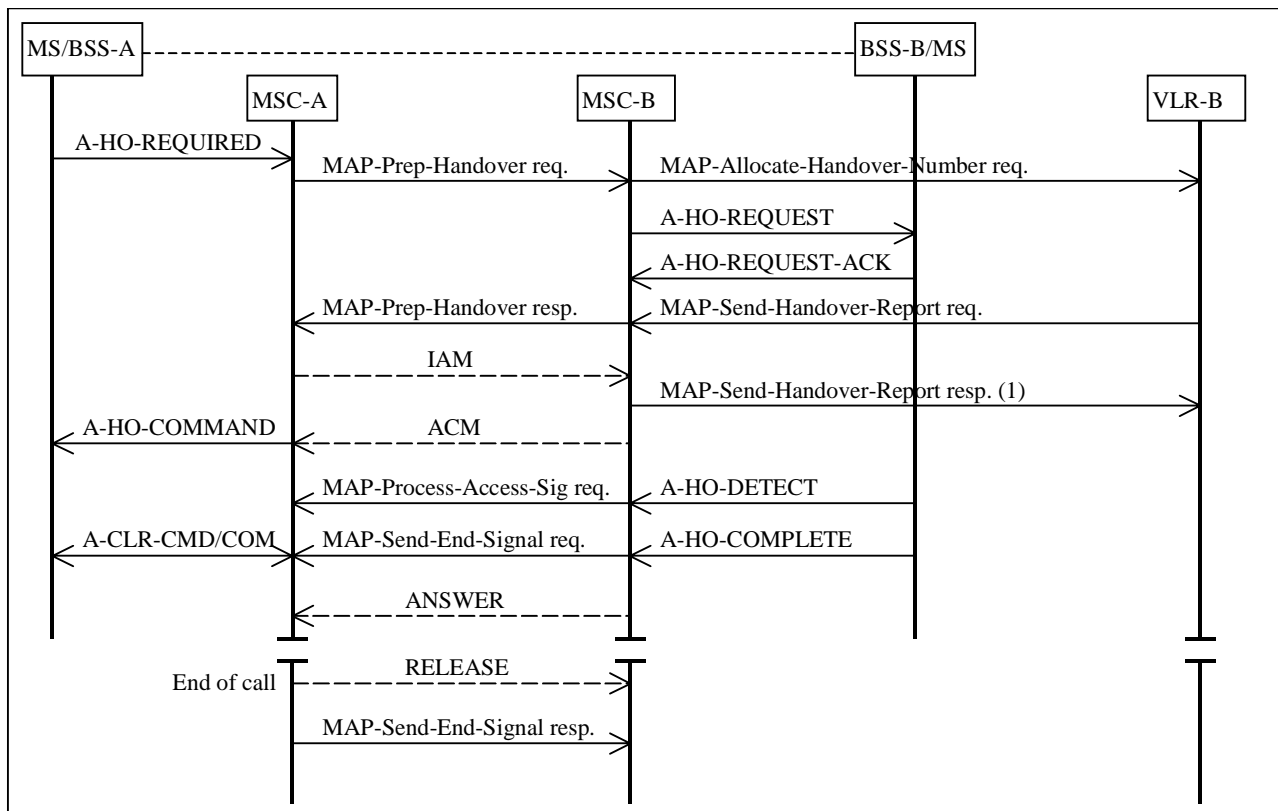 MS/BSS-A
BSS-B/MS
MSC-A
MSC-B
VLR-B
A-HO-REQUIRED
MAP-Prep-Handover req.
MAP-Allocate-Handover-Number req.
A-HO-REQUEST
A-HO-REQUEST-ACK
MAP-Prep-Handover resp.
MAP-Send-Handover-Report req.
IAM
MAP-Send-Handover-Report resp. (1)
A-HO-COMMAND
ACM
MAP-Process-Access-Sig req.
A-HO-DETECT
A-CLR-CMD/COM
MAP-Send-End-Signal req.
A-HO-COMPLETE
ANSWER
RELEASE
End of call
MAP-Send-End-Signal resp.